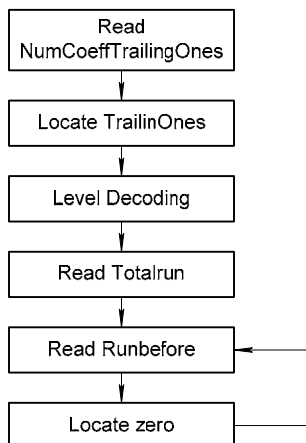 Read
NumCoeffTrailingOnes
Locate TrailinOnes
Level Decoding
Read Totalrun
Read Runbefore
Locate zero